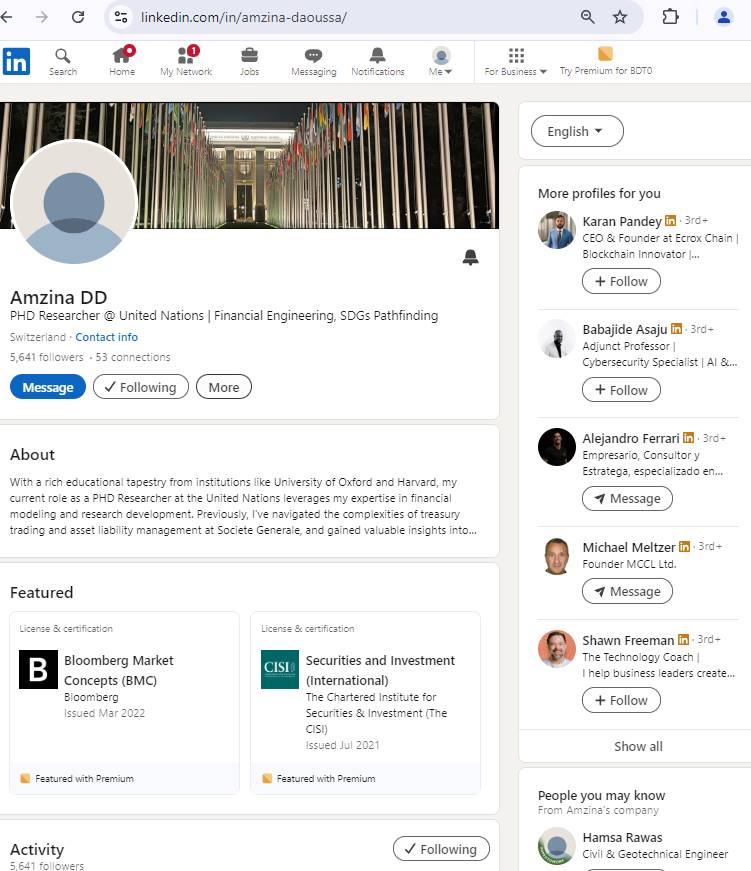 linkedin.com/in/amzina-daoussa/
in
Search
Home
1
My Network
Jobs
Messaging
Notifications
Me
For Business
Try Premium for BDT0
Amzina DD
PHD Researcher @ United Nations | Financial Engineering, SDGs Pathfinding
Switzerland · Contact info
5,641 followers · 53 connections
Message
Following
More
About
With a rich educational tapestry from institutions like University of Oxford and Harvard, my
current role as a PHD Researcher at the United Nations leverages my expertise in financial
modeling and research development. Previously, I've navigated the complexities of treasury
trading and asset liability management at Societe Generale, and gained valuable insights into...
Featured
License & certification
B
Bloomberg Market
Concepts (BMC)
Bloomberg
Issued Mar 2022
Featured with Premium
License & certification
CISI
Securities and Investment
(International)
The Chartered Institute for
Securities & Investment (The
CISI)
Issued Jul 2021
Featured with Premium
Activity
5,641 followers
Following
English
More profiles for you
Karan Pandey in · 3rd+
CEO & Founder at Ecrox Chain |
Blockchain Innovator |...
+ Follow
Babajide Asaju in · 3rd+
Adjunct Professor |
Cybersecurity Specialist | AI &...
+ Follow
Alejandro Ferrari in · 3rd+
Empresario, Consultor y
Estratega, especializado en...
Message
Michael Meltzer in · 3rd+
Founder MCCL Ltd.
Message
Shawn Freeman in · 3rd+
The Technology Coach |
I help business leaders create...
+ Follow
Show all
People you may know
From Amzina's company
Hamsa Rawas
Civil & Geotechnical Engineer